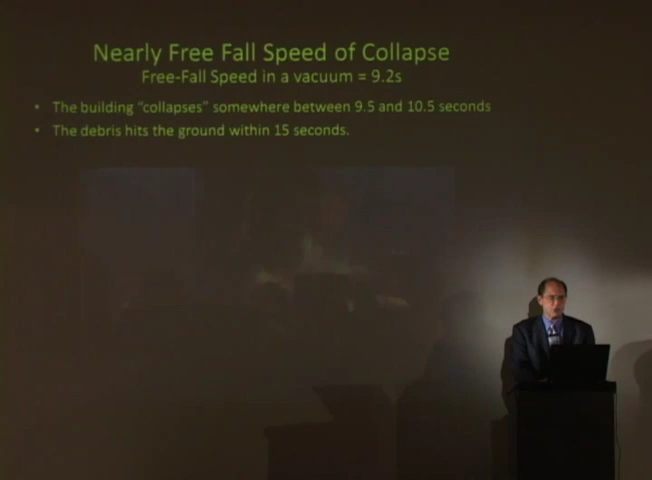 Nearly Free Fall Speed of Collapse
Free-Fall Speed in a vacuum = 9.2s
• The building "collapses" somewhere between 9.5 and 10.5 seconds
• The debris hits the ground within 15 seconds.